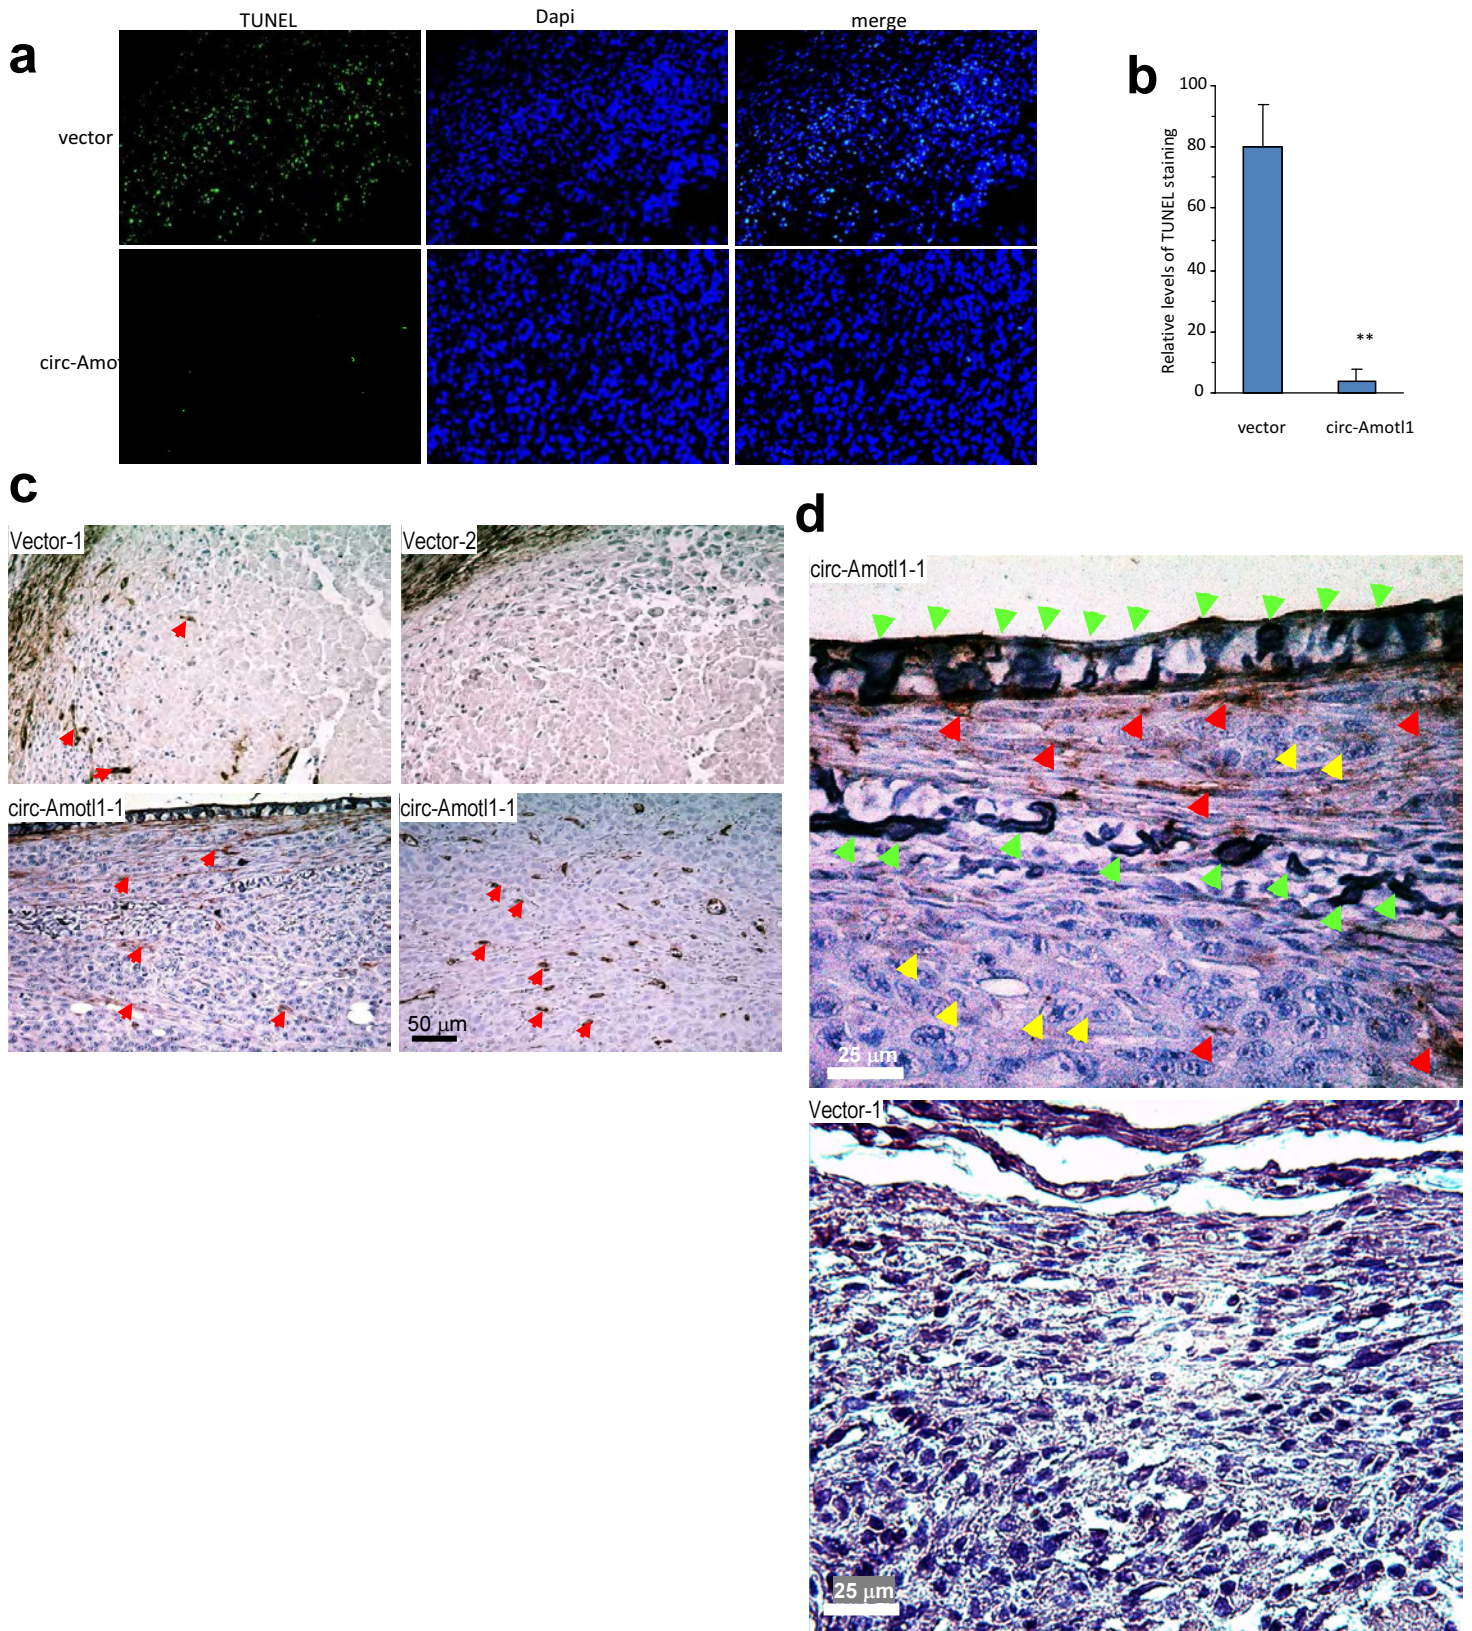 a
TUNEL
Dapi
merge
vector
circ-Amot
b
Relative levels of TUNEL staining
100
80
60
40
20
0
**
vector
circ-Amotl1
c
Vector-1
Vector-2
circ-Amotl1-1
circ-Amotl1-1
50 μm
d
circ-Amotl1-1
25 μm
Vector-1
25 μm